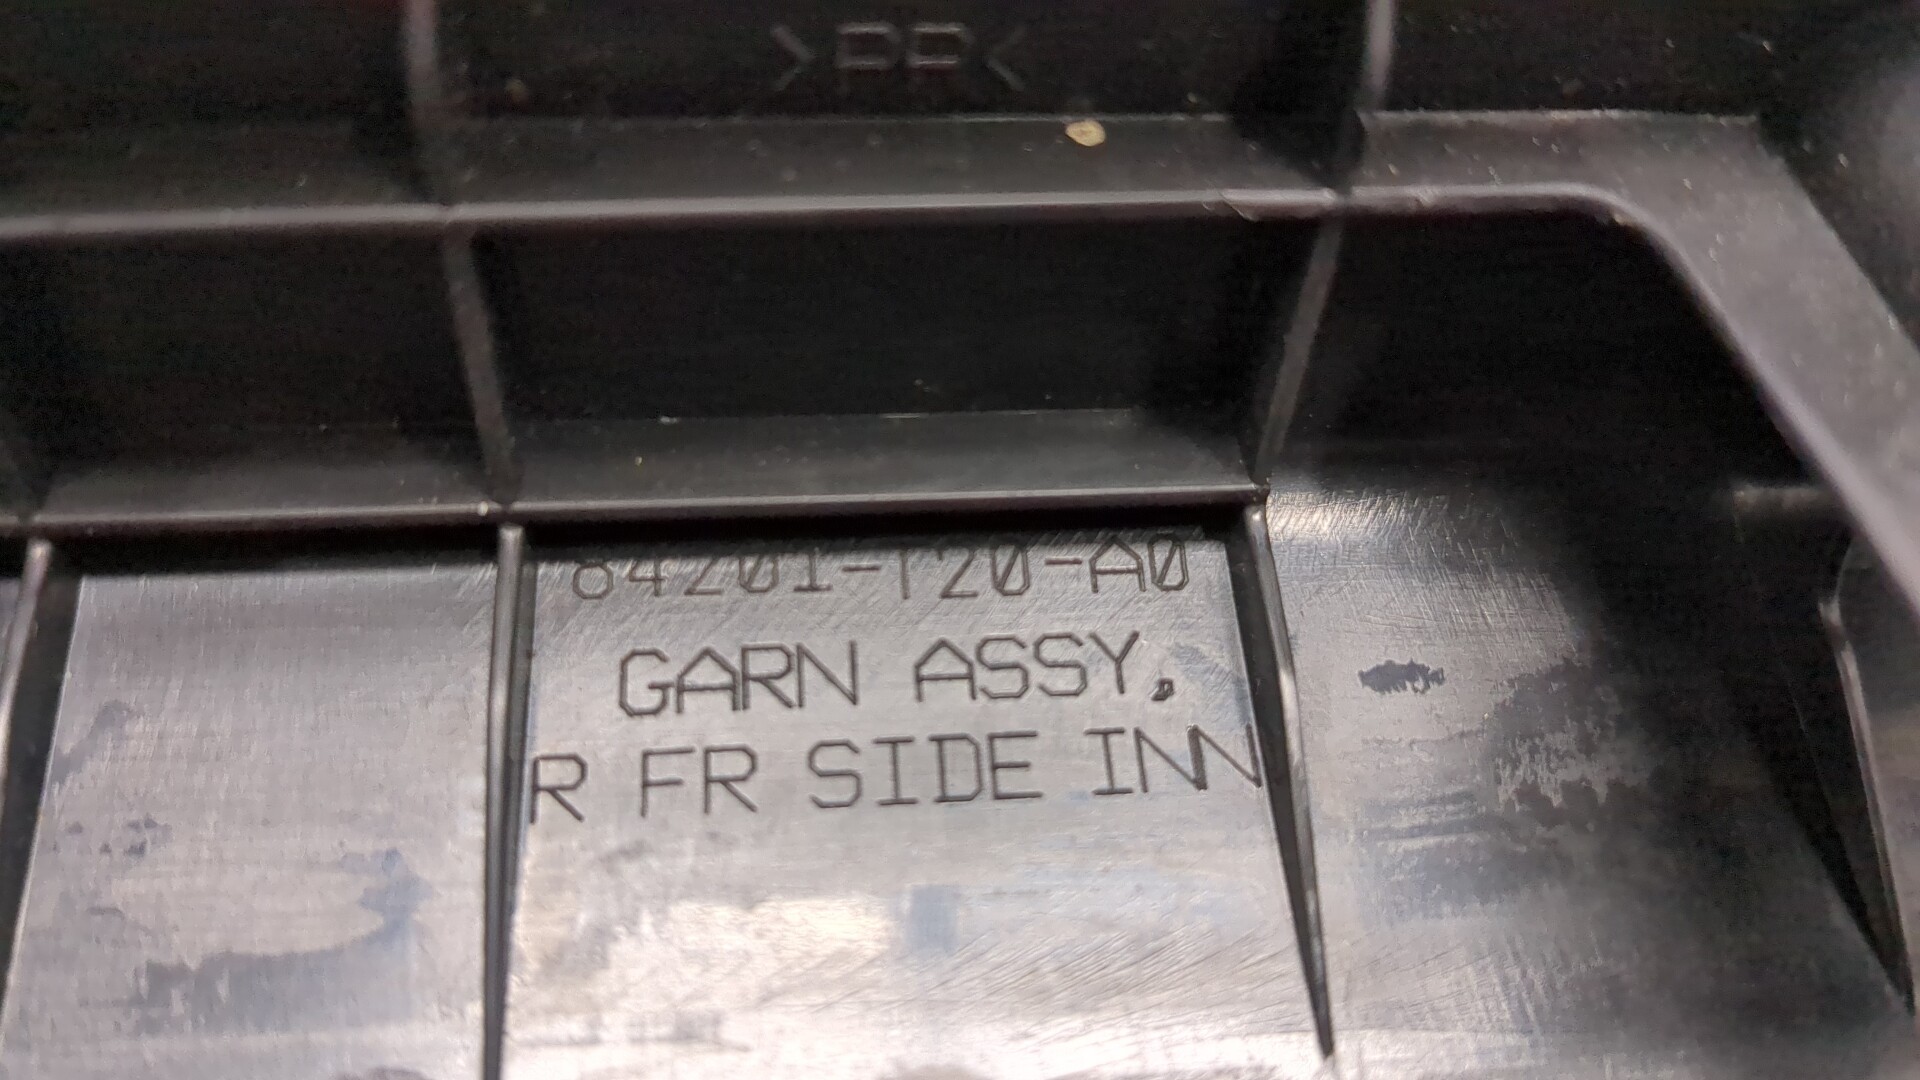 >PP<
84201-T20-A0
GARN ASSY,
R FR SIDE INN